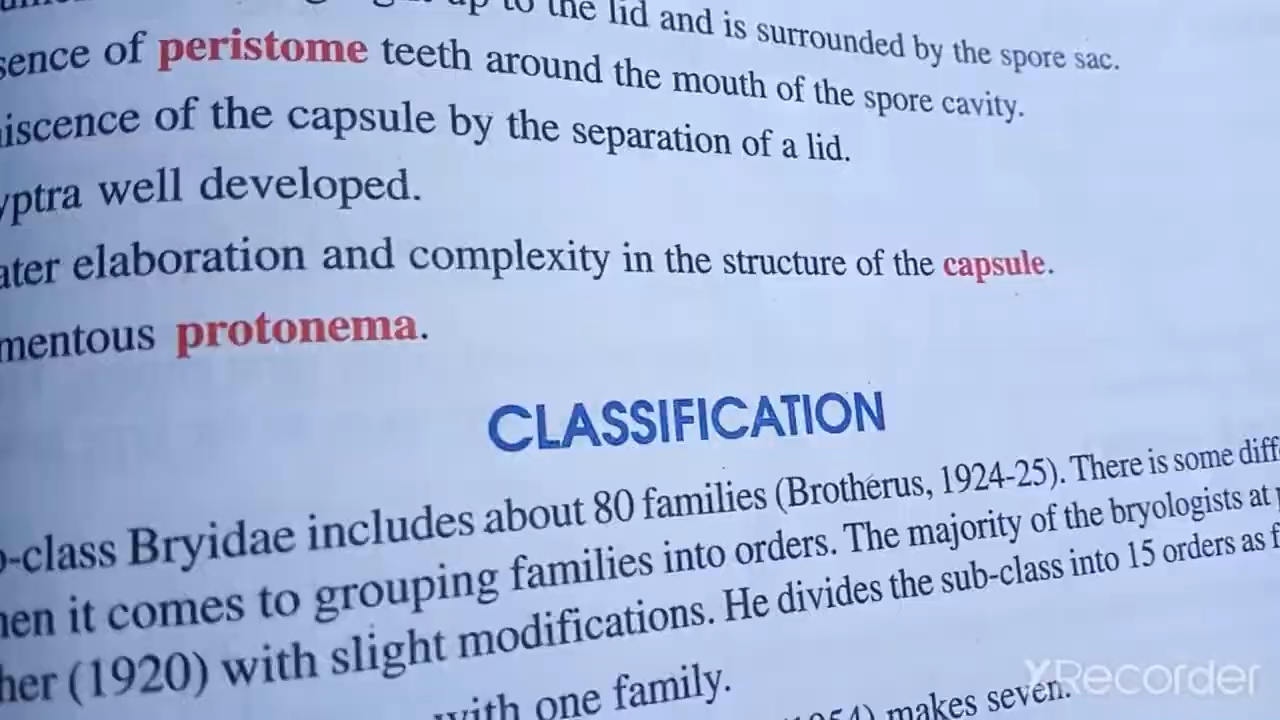 up to the lid and is surrounded by the spore sac.
sence of peristome teeth around the mouth of the spore cavity.
iscence of the capsule by the separation of a lid.
yptra well developed.
ater elaboration and complexity in the structure of the capsule.
mentous protonema.
CLASSIFICATION
-class Bryidae includes about 80 families (Brotherus, 1924-25). There is some diff
en it comes to grouping families into orders. The majority of the bryologists at
her (1920) with slight modifications. He divides the sub-class into 15 orders as f
with one family.
makes seven.
XRecorder